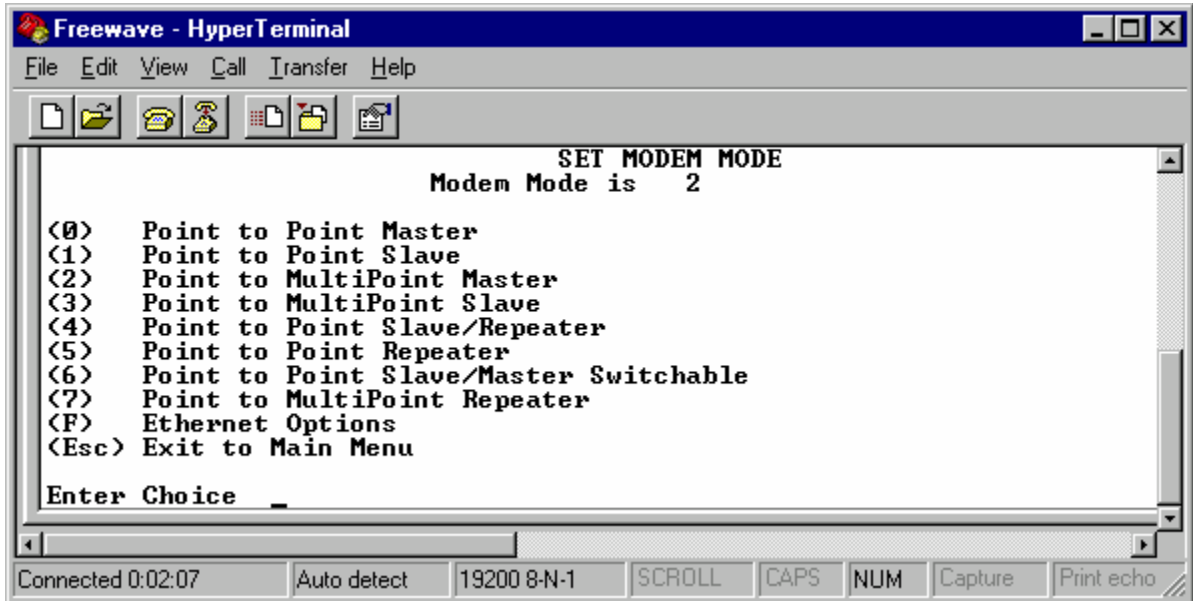 Freewave - HyperTerminal
File Edit View Call Transfer Help
SET MODEM MODE
Modem Mode is 2
(0) Point to Point Master
(1) Point to Point Slave
(2) Point to MultiPoint Master
(3) Point to MultiPoint Slave
(4) Point to Point Slave/Repeater
(5) Point to Point Repeater
(6) Point to Point Slave/Master Switchable
(7) Point to MultiPoint Repeater
(F) Ethernet Options
(Esc) Exit to Main Menu
Enter Choice _
Connected 0:02:07 Auto detect 19200 8-N-1 SCROLL CAPS NUM Capture Print echo